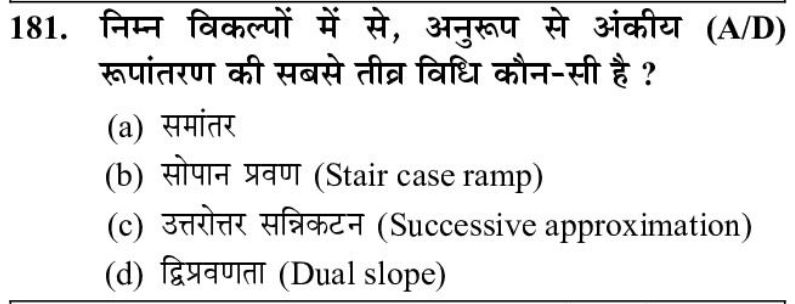 181. निम्न विकल्पों में से, अनुरूप से अंकीय (A/D)
रूपांतरण की सबसे तीव्र विधि कौन-सी है ?
(a) समांतर
(b) सोपान प्रवण (Stair case ramp)
(c) उत्तरोत्तर सन्निकटन (Successive approximation)
(d) द्विप्रवणता (Dual slope)